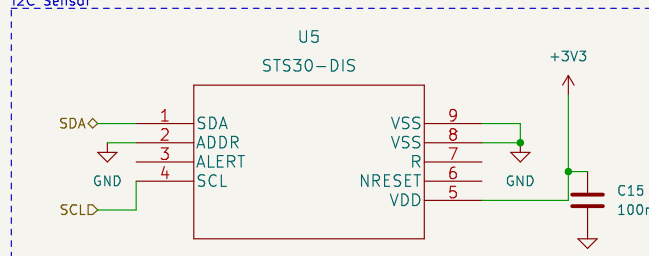 I2C Sensor
U5
STS30-DIS
+3V3
SDA
1
SDA
VSS
9
2
ADDR
VSS
8
3
ALERT
R
7
GND
4
SCL
NRESET
6
GND
C15
SCL
VDD
5
100n